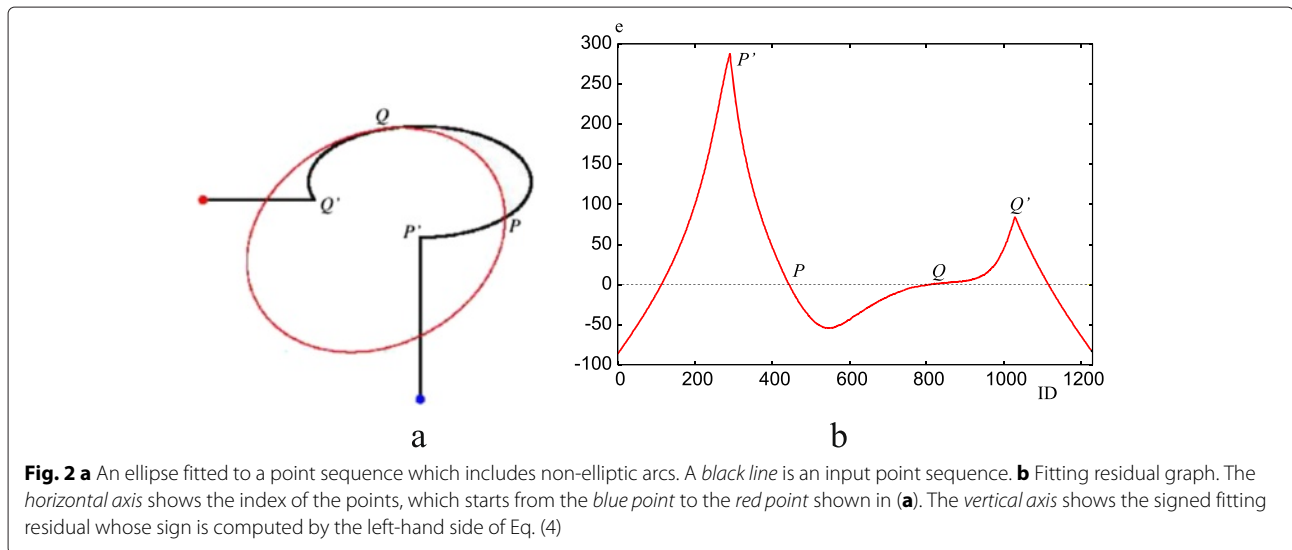 Q
Q'
P'
P
a
e
300
250
200
150
100
50
0
-50
-100
P'
P
Q
Q'
0 200 400 600 800 1000 1200
ID
b
Fig. 2 a An ellipse fitted to a point sequence which includes non-elliptic arcs. A black line is an input point sequence. b Fitting residual graph. The
horizontal axis shows the index of the points, which starts from the blue point to the red point shown in (a). The vertical axis shows the signed fitting
residual whose sign is computed by the left-hand side of Eq. (4)